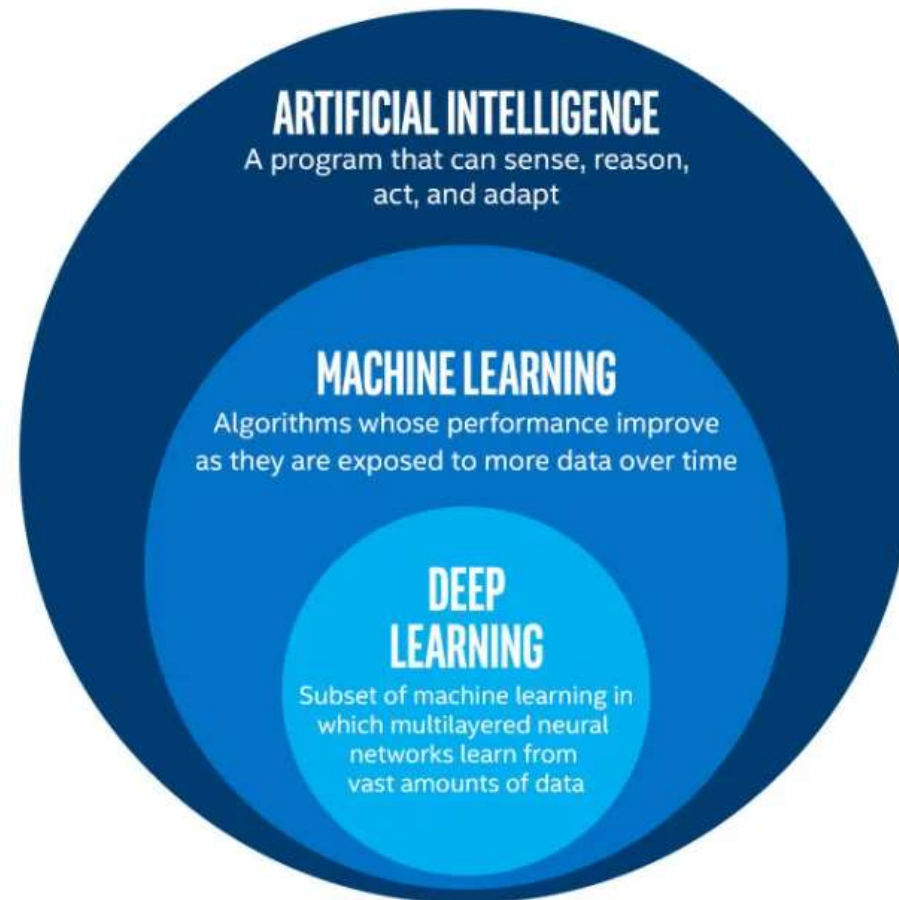 ARTIFICIAL INTELLIGENCE
A program that can sense, reason,
act, and adapt
MACHINE LEARNING
Algorithms whose performance improve
as they are exposed to more data over time
DEEP
LEARNING
Subset of machine learning in
which multilayered neural
networks learn from
vast amounts of data